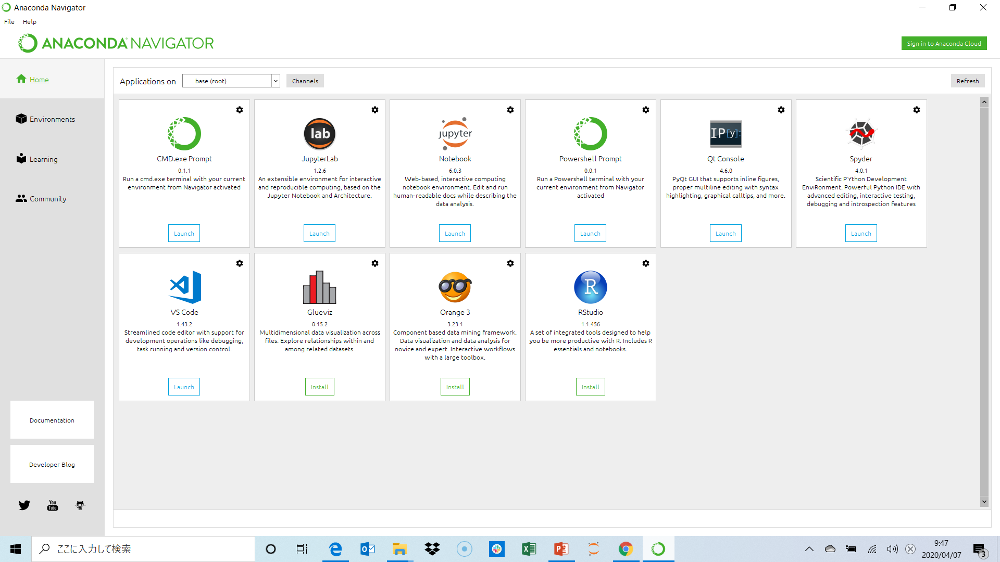 Anaconda Navigator
File Help
ANACONDA NAVIGATOR
Sign in to Anaconda Cloud
Home
Environments
Learning
Community
Documentation
Developer Blog
You Tube
Applications on base (root) Channels Refresh
CMD.exe Prompt
0.1.1
Run a cmd.exe terminal with your current
environment from Navigator activated
Launch
lab
JupyterLab
1.2.6
An extensible environment for interactive
and reproducible computing, based on the
Jupyter Notebook and Architecture.
Launch
jupyter
Notebook
6.0.3
Web-based, interactive computing
notebook environment. Edit and run
human-readable docs while describing the
data analysis.
Launch
Powershell Prompt
0.0.1
Run a Powershell terminal with your
current environment from Navigator
activated
Launch
IP[y]:
Qt Console
4.6.0
PyQt GUI that supports inline figures,
proper multiline editing with syntax
highlighting, graphical calltips, and more.
Launch
Spyder
4.0.1
Scientific PYthon Development
EnviRonment. Powerful Python IDE with
advanced editing, interactive testing,
debugging and introspection features
Launch
VS Code
1.43.2
Streamlined code editor with support for
development operations like debugging,
task running and version control.
Launch
Glueviz
0.15.2
Multidimensional data visualization across
files. Explore relationships within and
among related datasets.
Install
Orange 3
3.23.1
Component based data mining framework.
Data visualization and data analysis for
novice and expert. Interactive workflows
with a large toolbox.
Install
R
RStudio
1.1.456
A set of integrated tools designed to help
you be more productive with R. Includes R
essentials and notebooks.
Install
ここに入力して検索
9:47
2020/04/07
3